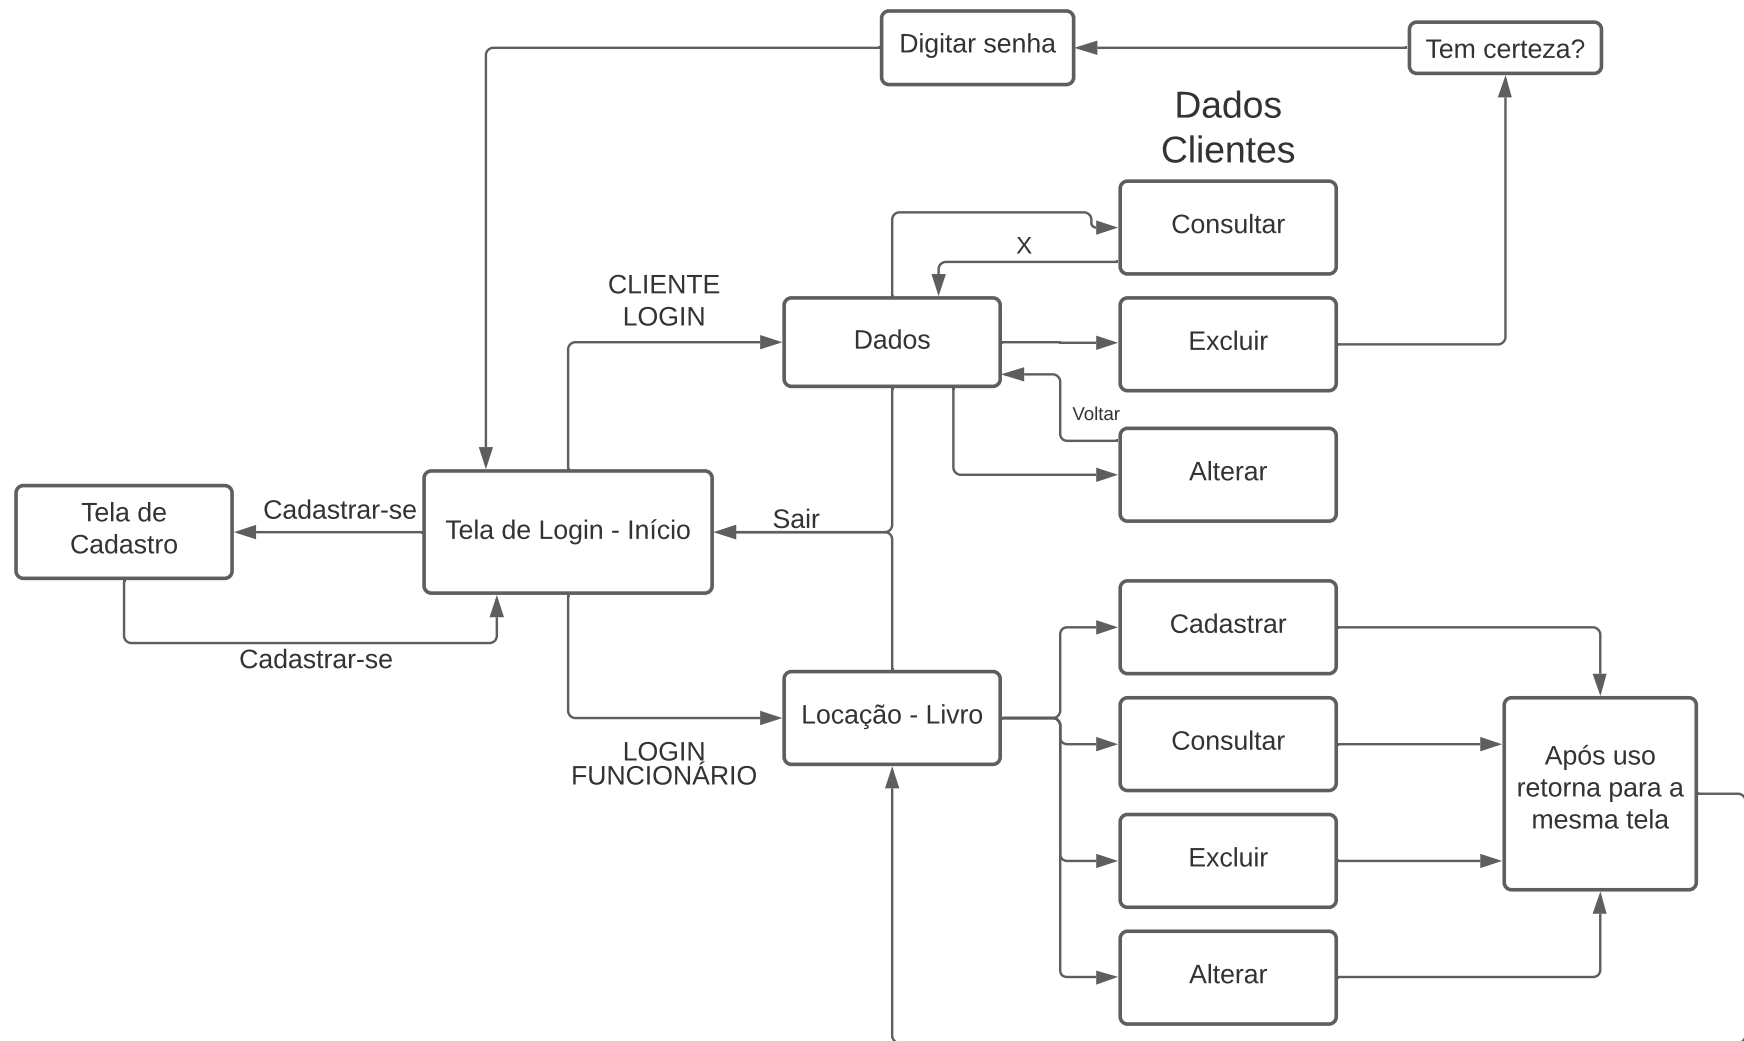 Digitar senha
Tem certeza?
Dados
Clientes
Consultar
X
CLIENTE
LOGIN
Dados
Excluir
Voltar
Alterar
Tela de
Cadastro
Cadastrar-se
Tela de Login - Início
Sair
Cadastrar-se
Cadastrar
Locação - Livro
LOGIN
FUNCIONÁRIO
Consultar
Após uso
retorna para a
mesma tela
Excluir
Alterar